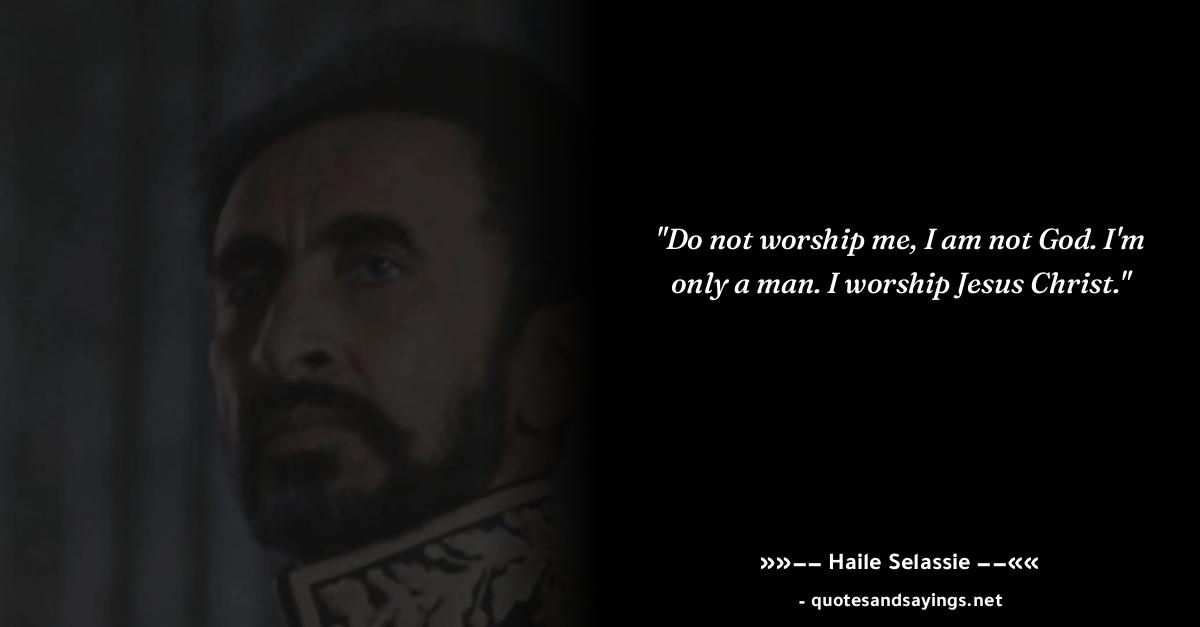 "Do not worship me, I am not God. I'm
only a man. I worship Jesus Christ."
»»−− Haile Selassie −−««
- quotesandsayings.net